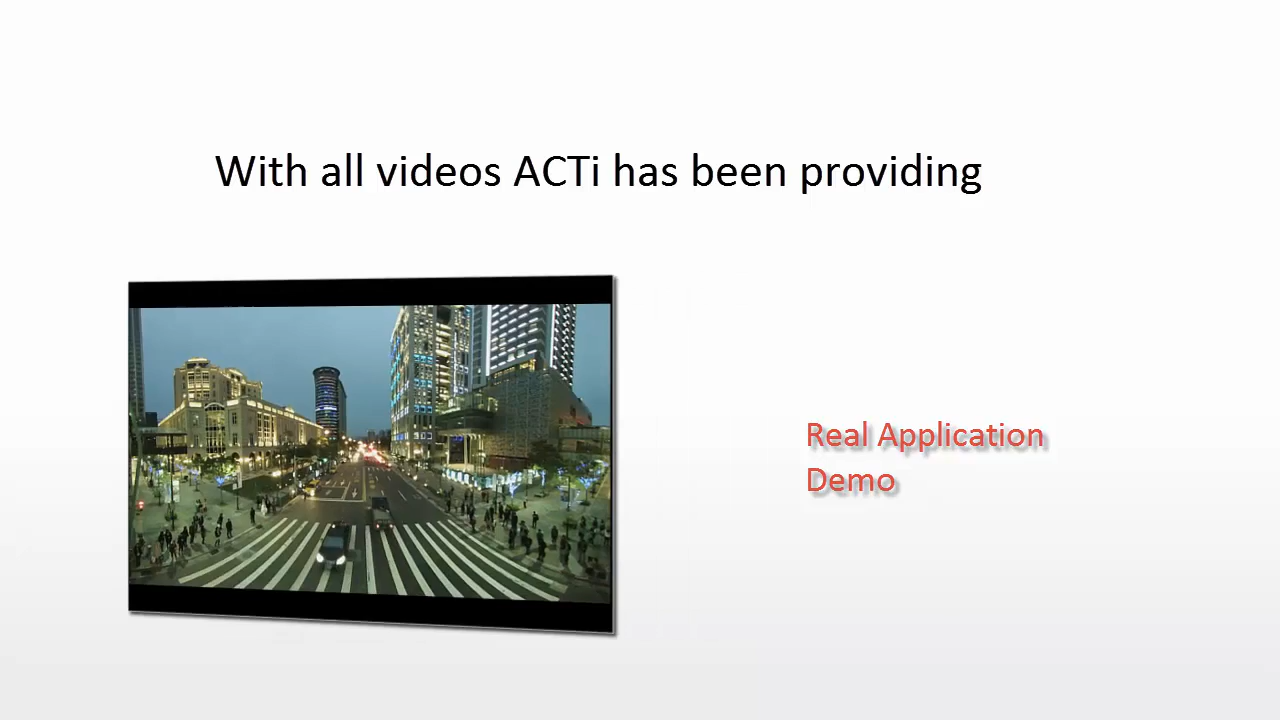 With all videos ACTi has been providing
Real Application
Demo